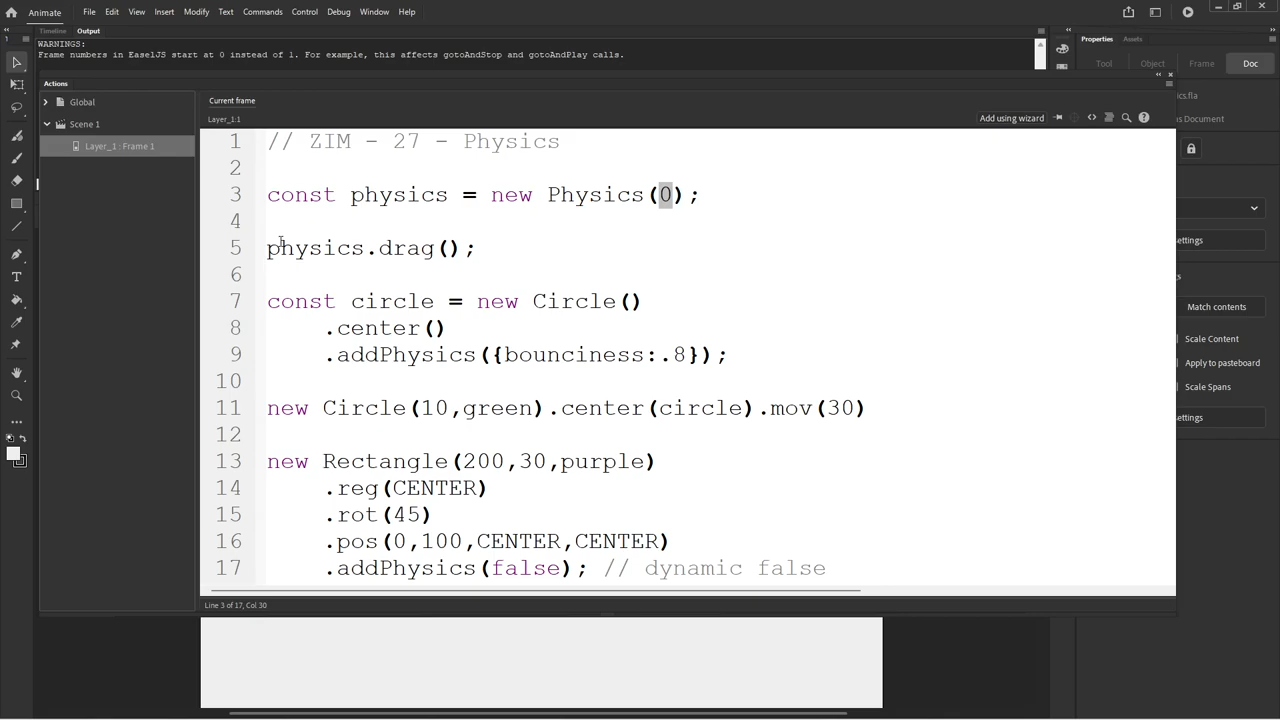 Animate File Edit View Insert Modify Text Commands Control Debug Window Help
Timeline Output
WARNINGS:
Frame numbers in EaselJS start at 0 instead of 1. For example, this affects gotoAndStop and gotoAndPlay calls.
Properties Assets
Tool Object Frame Doc
Actions
Global
Scene 1
Layer_1 : Frame 1
Current frame
Layer_1:1
Add using wizard
1 // ZIM - 27 - Physics
2
3 const physics = new Physics(0);
4
5 physics.drag();
6
7 const circle = new Circle()
8 .center()
9 .addPhysics({bounciness:.8});
10
11 new Circle(10,green).center(circle).mov(30)
12
13 new Rectangle(200,30,purple)
14 .reg(CENTER)
15 .rot(45)
16 .pos(0,100,CENTER,CENTER)
17 .addPhysics(false); // dynamic false
Line 3 of 17, Col 30
ics.fla
s Document
ettings
gs
Match contents
Scale Content
Apply to pasteboard
Scale Spans
ettings